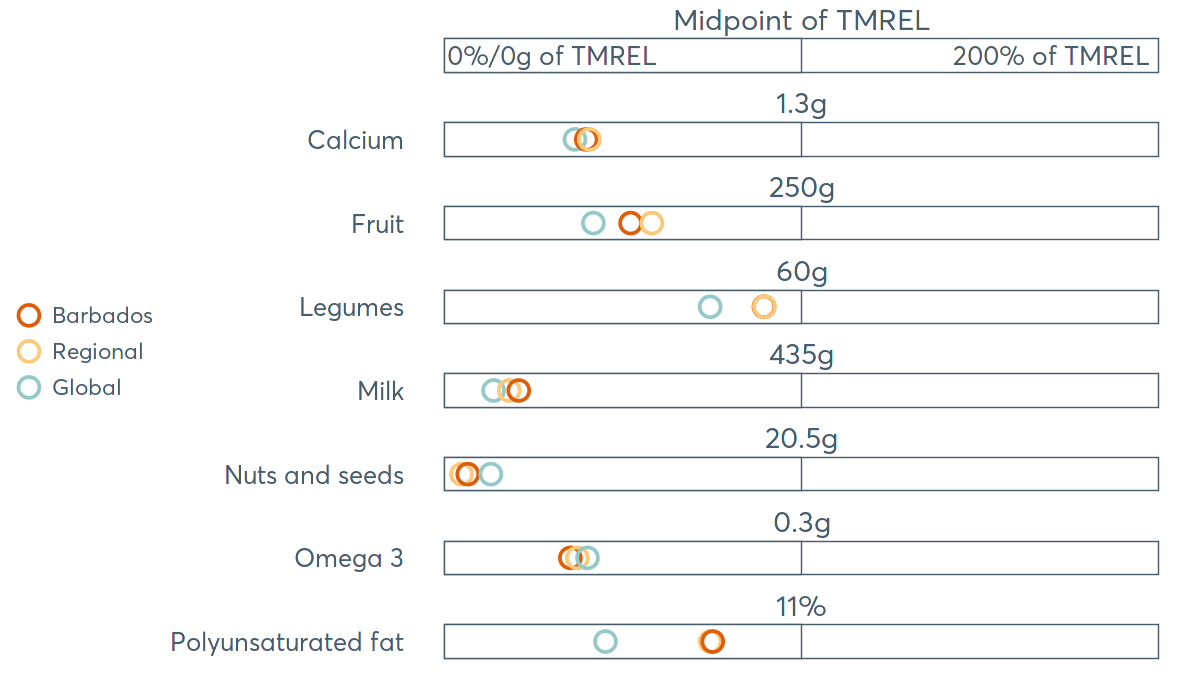 Midpoint of TMREL
0%/0g of TMREL
200% of TMREL
1.3g
Calcium
250g
Fruit
60g
Legumes
435g
Milk
20.5g
Nuts and seeds
0.3g
Omega 3
11%
Polyunsaturated fat
Barbados
Regional
Global